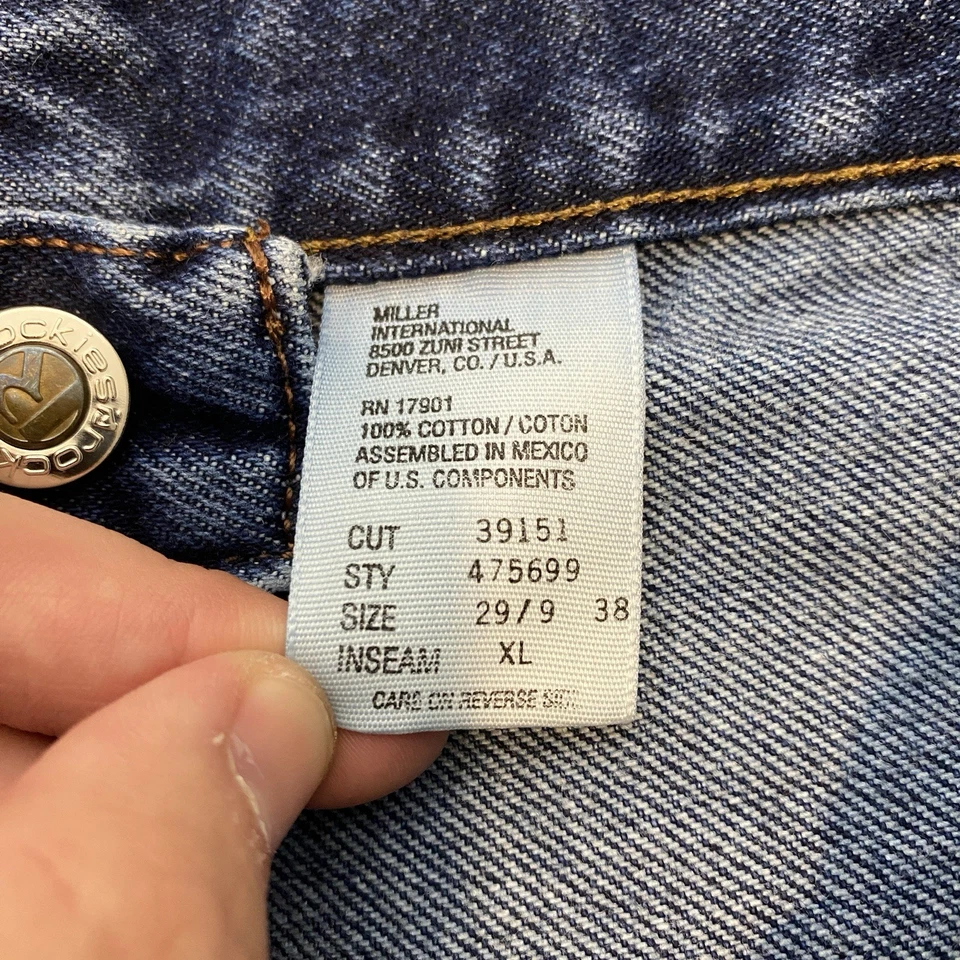 OCKIES
MILLER
INTERNATIONAL
8500 ZUNI STREET
DENVER, CO. / U.S.A.
RN 17901
100% COTTON / COTON
ASSEMBLED IN MEXICO
OF U.S. COMPONENTS
CUT 39151
STY 475699
SIZE 29/9 38
INSEAM XL
CARE ON REVERSE